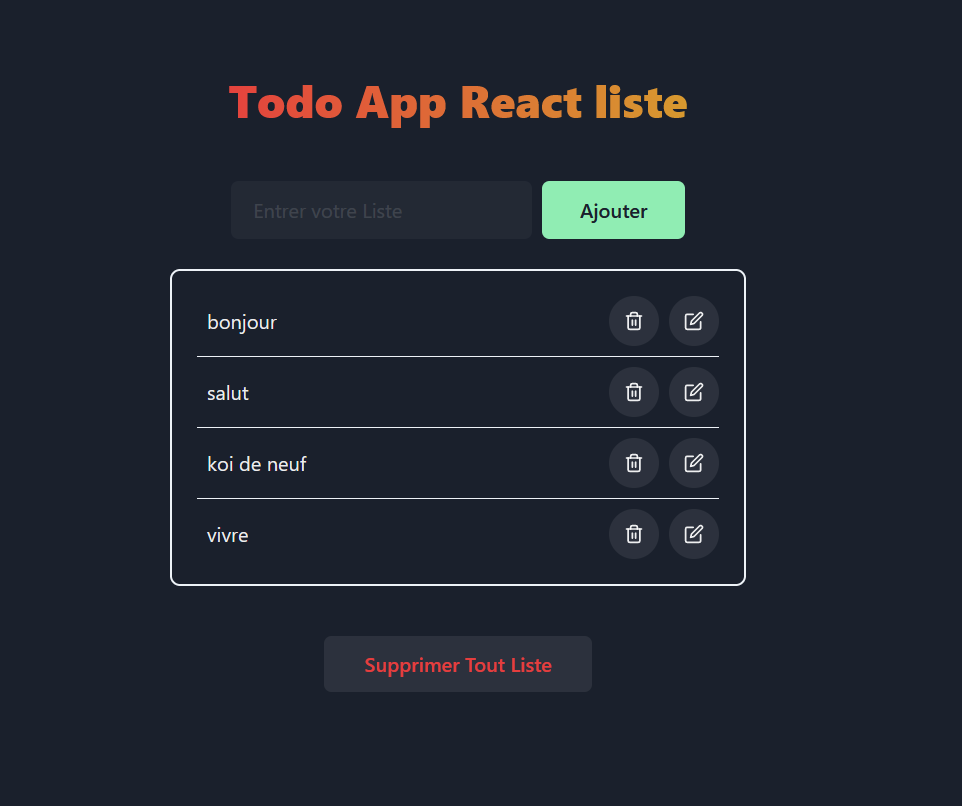 Todo App React liste
Entrer votre Liste
Ajouter
bonjour
salut
koi de neuf
vivre
Supprimer Tout Liste